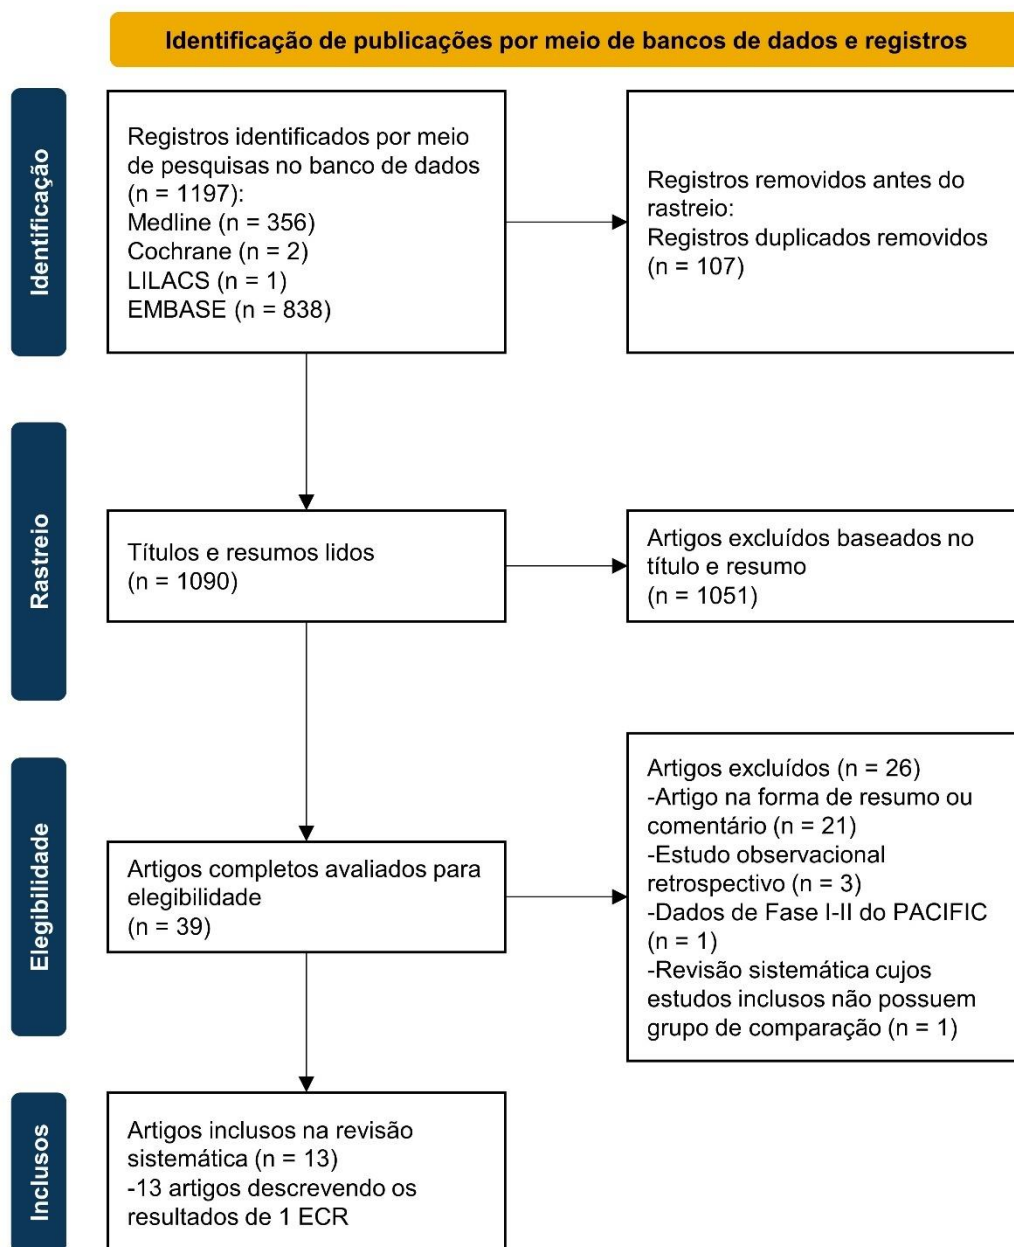 Identificação de publicações por meio de bancos de dados e registros
Identificação
Registros identificados por meio
de pesquisas no banco de dados
(n = 1197):
Medline (n = 356)
Cochrane (n = 2)
LILACS (n = 1)
EMBASE (n = 838)
Registros removidos antes do
rastreio:
Registros duplicados removidos
(n = 107)
Rastreio
Títulos e resumos lidos
(n = 1090)
Artigos excluídos baseados no
título e resumo
(n = 1051)
Elegibilidade
Artigos completos avaliados para
elegibilidade
(n = 39)
Artigos excluídos (n = 26)
-Artigo na forma de resumo ou
comentário (n = 21)
-Estudo observacional
retrospectivo (n = 3)
-Dados de Fase I-II do PACIFIC
(n = 1)
-Revisão sistemática cujos
estudos inclusos não possuem
grupo de comparação (n = 1)
Inclusos
Artigos inclusos na revisão
sistemática (n = 13)
-13 artigos descrevendo os
resultados de 1 ECR